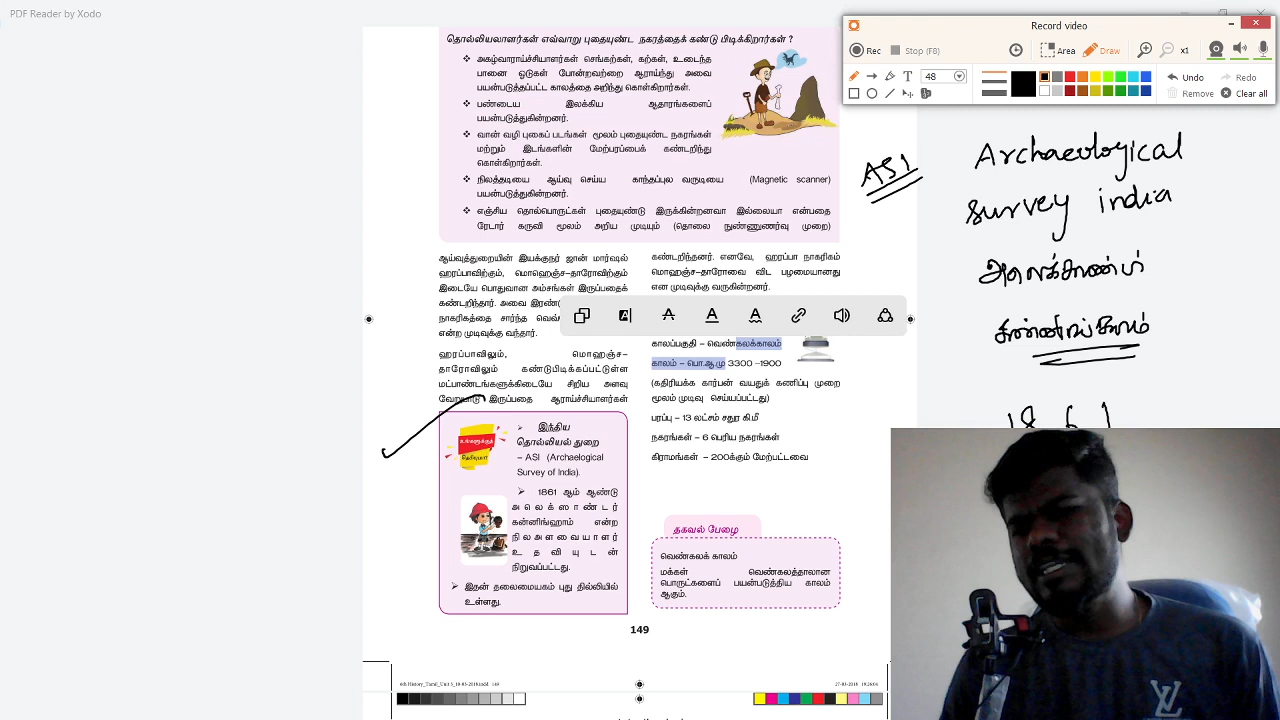 PDF Reader by Xodo
Record video
Rec
Stop (F8)
Area
Draw
x1
T
48
Undo
Redo
Remove
Clear all
தொல்லியலாளர்கள் எவ்வாறு புதையுண்ட நகரத்தைக் கண்டு பிடிக்கிறார்கள் ?
❖ அகழ்வாராய்ச்சியாளர்கள் செங்கற்கள், கற்கள், உடைந்த
பானை ஓடுகள் போன்றவற்றை ஆராய்ந்து அவை
பயன்படுத்தப்பட்ட காலத்தை அறிந்து கொள்கிறார்கள்.
❖ பண்டைய இலக்கிய ஆதாரங்களைப்
பயன்படுத்துகின்றனர்.
❖ வான் வழி புகைப் படங்கள் மூலம் புதையுண்ட நகரங்கள்
மற்றும் இடங்களின் மேற்பரப்பைக் கண்டறிந்து
கொள்கிறார்கள்.
❖ நிலத்தடியை ஆய்வு செய்ய காந்தப்புல வருடியை (Magnetic scanner)
பயன்படுத்துகின்றனர்.
❖ எஞ்சிய தொல்பொருட்கள் புதையுண்டு இருக்கின்றனவா இல்லையா என்பதை
ரேடார் கருவி மூலம் அறிய முடியும் (தொலை நுண்ணுணர்வு முறை)
ASI
Archaeological
survey india
1861
ஆய்வுத்துறையின் இயக்குநர் ஜான் மார்ஷல்
ஹரப்பாவிற்கும், மொஹெஞ்ச-தாரோவிற்கும்
இடையே பொதுவான அம்சங்கள் இருப்பதைக்
கண்டறிந்தார். அவை இரண்
நாகரிகத்தை சார்ந்த வெவ்
என்ற முடிவுக்கு வந்தார்.
ஹரப்பாவிலும், மொஹஞ்ச-
தாரோவிலும் கண்டுபிடிக்கப்பட்டுள்ள
மட்பாண்டங்களுக்கிடையே சிறிய அளவு
வேறுபாடு இருப்பதை ஆராய்ச்சியாளர்கள்
கண்டறிந்தனர். எனவே, ஹரப்பா நாகரிகம்
மொஹஞ்ச-தாரோவை விட பழமையானது
என முடிவுக்கு வருகின்றனர்.
காலப்பகுதி – வெண்கலக்காலம்
காலம் – பொ.ஆ.மு 3300 –1900
(கதிரியக்க கார்பன் வயதுக் கணிப்பு முறை
மூலம் முடிவு செய்யப்பட்டது)
பரப்பு – 13 லட்சம் சதுர கி.மீ
நகரங்கள் – 6 பெரிய நகரங்கள்
கிராமங்கள் – 200க்கும் மேற்பட்டவை
உங்களுக்குத்
தெரியுமா
➢ இந்திய
தொல்லியல் துறை
– ASI (Archaelogical
Survey of India).
➢ 1861 ஆம் ஆண்டு
அலெக்ஸாண்டர்
கன்னிங்ஹாம் என்ற
நில அளவையாளர்
உதவியுடன்
நிறுவப்பட்டது.
➢ இதன் தலைமையகம் புது தில்லியில்
உள்ளது.
தகவல் பேழை
வெண்கலக் காலம்
மக்கள் வெண்கலத்தாலான
பொருட்களைப் பயன்படுத்திய காலம்
ஆகும்.
149